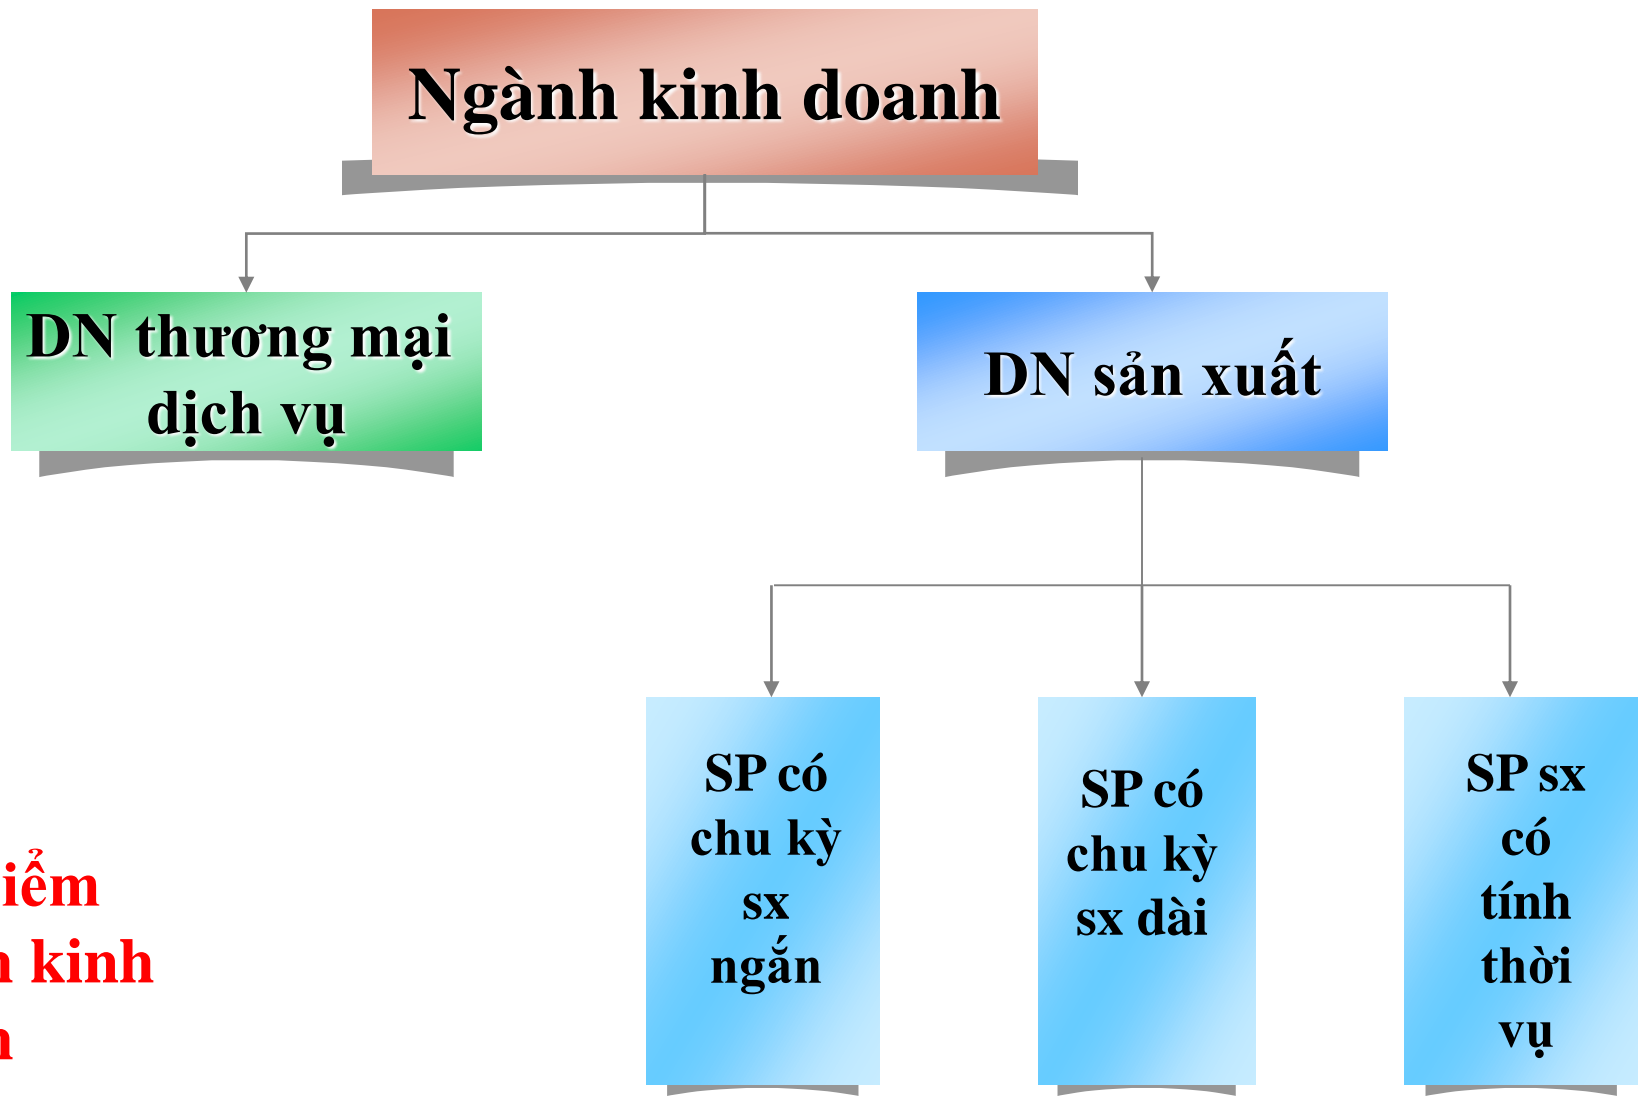 Ngành kinh doanh
DN thương mại
dịch vụ
DN sản xuất
SP có
chu kỳ
sx
ngắn
SP có
chu kỳ
sx dài
SP sx
có
tính
thời
vụ
kinh